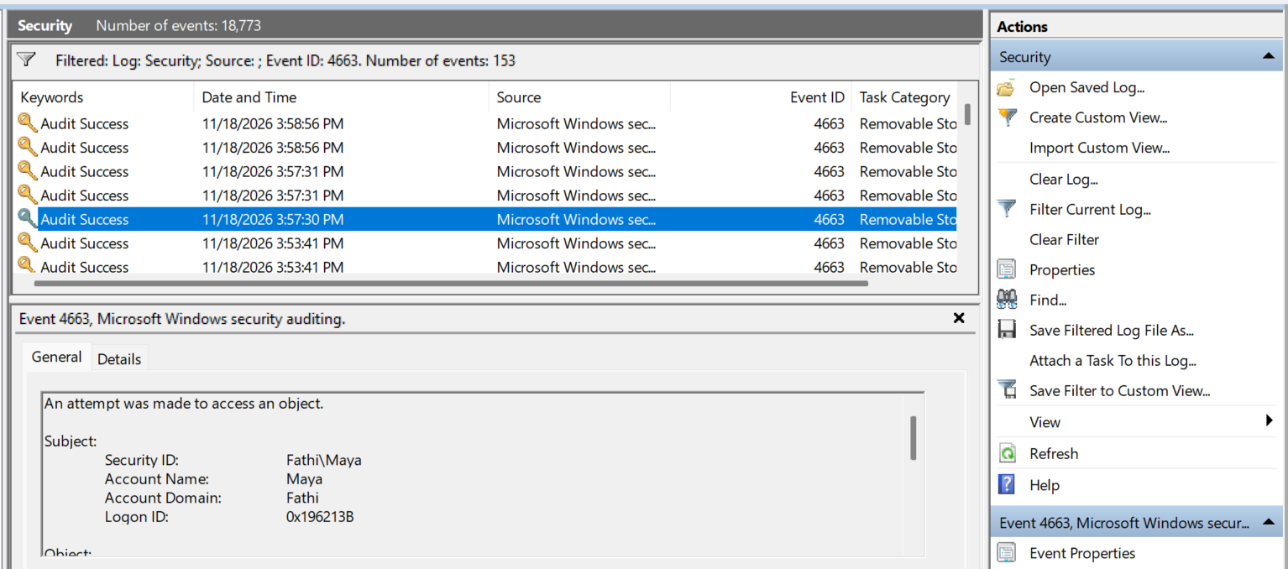 Security Number of events: 18,773
Filtered: Log: Security; Source: ; Event ID: 4663. Number of events: 153
Keywords Date and Time Source Event ID Task Category
Audit Success 11/18/2026 3:58:56 PM Microsoft Windows sec... 4663 Removable Sto
Audit Success 11/18/2026 3:58:56 PM Microsoft Windows sec... 4663 Removable Sto
Audit Success 11/18/2026 3:57:31 PM Microsoft Windows sec... 4663 Removable Sto
Audit Success 11/18/2026 3:57:31 PM Microsoft Windows sec... 4663 Removable Sto
Audit Success 11/18/2026 3:57:30 PM Microsoft Windows sec... 4663 Removable Sto
Audit Success 11/18/2026 3:53:41 PM Microsoft Windows sec... 4663 Removable Sto
Audit Success 11/18/2026 3:53:41 PM Microsoft Windows sec... 4663 Removable Sto
Event 4663, Microsoft Windows security auditing.
General Details
An attempt was made to access an object.
Subject:
Security ID: Fathi\Maya
Account Name: Maya
Account Domain: Fathi
Logon ID: 0x196213B
Object:
Actions
Security
Open Saved Log...
Create Custom View...
Import Custom View...
Clear Log...
Filter Current Log...
Clear Filter
Properties
Find...
Save Filtered Log File As...
Attach a Task To this Log...
Save Filter to Custom View...
View
Refresh
Help
Event 4663, Microsoft Windows secur...
Event Properties